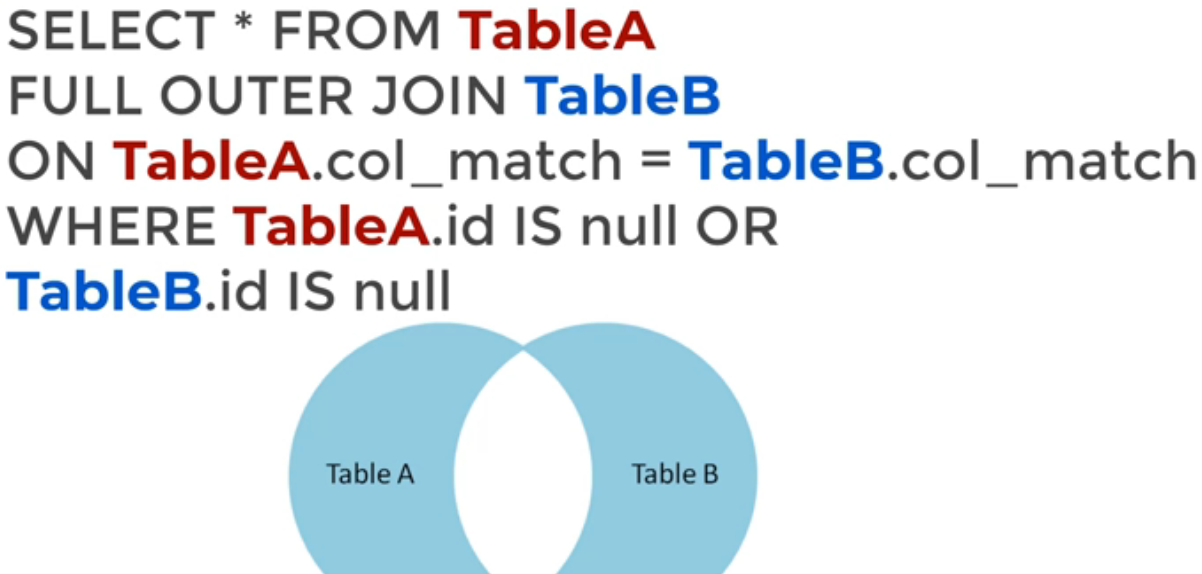 SELECT * FROM TableA
FULL OUTER JOIN TableB
ON TableA.col_match = TableB.col_match
WHERE TableA.id IS null OR
TableB.id IS null
Table A
Table B